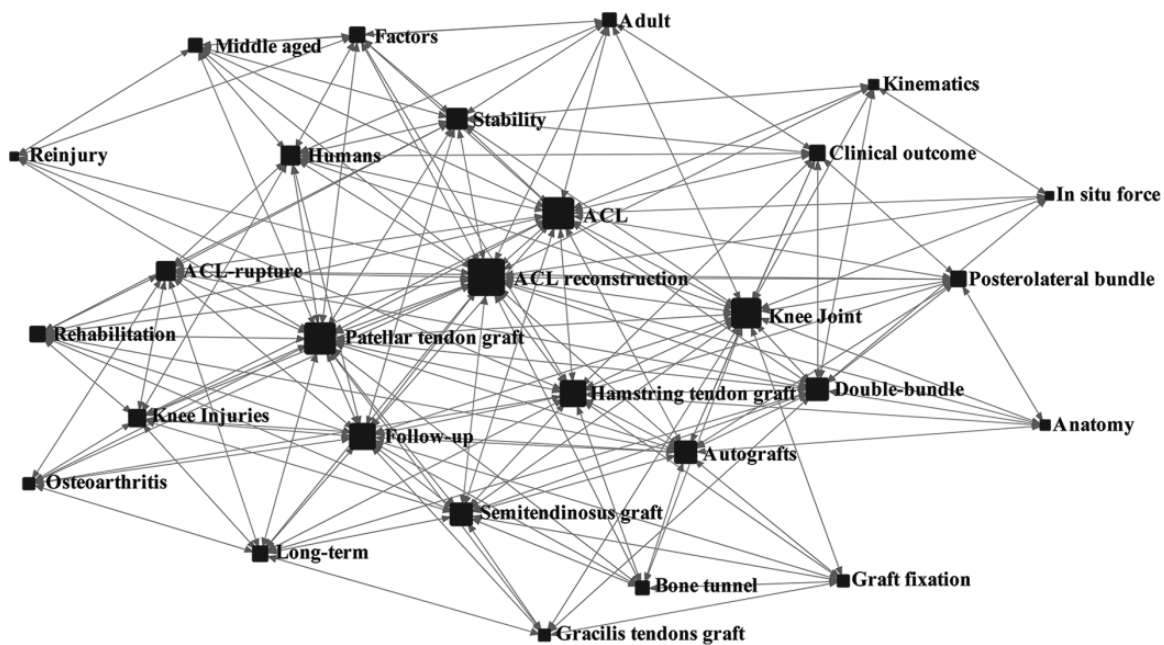 Adult
Factors
Middle aged
Kinematics
Stability
Clinical outcome
Reinjury
Humans
In situ force
ACL
ACL-rupture
ACL reconstruction
Posterolateral bundle
Knee Joint
Rehabilitation
Patellar tendon graft
Hamstring tendon graft
Double-bundle
Knee Injuries
Anatomy
Follow-up
Autografts
Osteoarthritis
Semitendinosus graft
Long-term
Graft fixation
Bone tunnel
Gracilis tendons graft